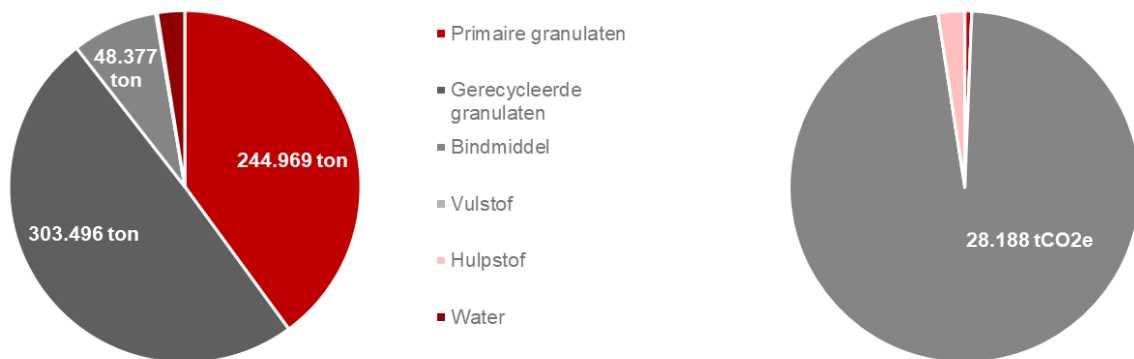 48.377
ton
244.969 ton
303.496 ton
Primaire granulaten
Gerecycleerde
granulaten
Bindmiddel
Vulstof
Hulpstof
Water
28.188 tCO2e